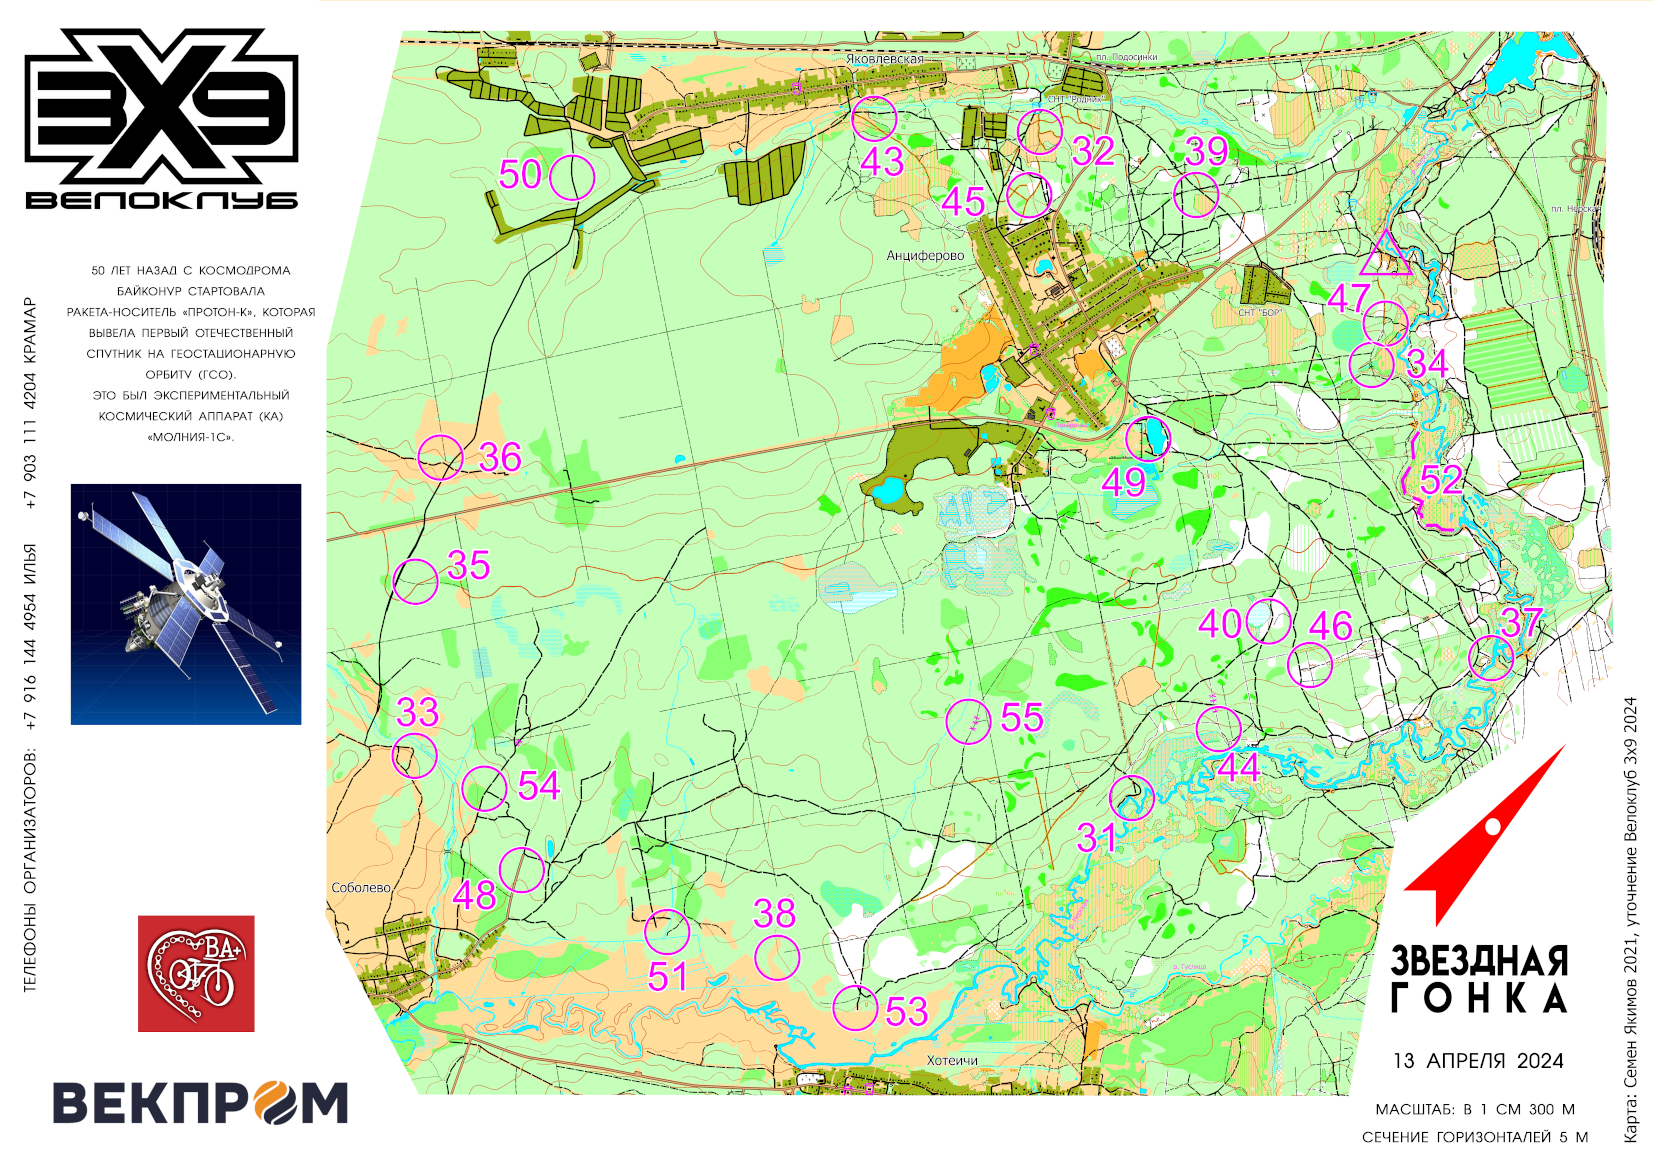 3X9
ВЕЛОКЛУБ
50 ЛЕТ НАЗАД С КОСМОДРОМА
БАЙКОНУР СТАРТОВАЛА
РАКЕТА-НОСИТЕЛЬ «ПРОТОН-К», КОТОРАЯ
ВЫВЕЛА ПЕРВЫЙ ОТЕЧЕСТВЕННЫЙ
СПУТНИК НА ГЕОСТАЦИОНАРНУЮ
ОРБИТУ (ГСО).
ЭТО БЫЛ ЭКСПЕРИМЕНТАЛЬНЫЙ
КОСМИЧЕСКИЙ АППАРАТ (КА)
«МОЛНИЯ-1С».
ТЕЛЕФОНЫ ОРГАНИЗАТОРОВ: +7 916 144 4954 ИЛЬЯ +7 903 111 4204 КРАМАР
ВА+
ВЕКПРОМ
Яковлевская
пл. Подосинки
СНТ "Родник"
43
32
39
50
45
пл. Нерская
Анциферово
47
СНТ "БОР"
34
36
49
52
35
40
46
37
33
55
54
44
31
Соболево
48
38
51
р. Гуслица
53
Хотеичи
ЗВЕЗДНАЯ
ГОНКА
13 АПРЕЛЯ 2024
МАСШТАБ: В 1 СМ 300 М
СЕЧЕНИЕ ГОРИЗОНТАЛЕЙ 5 М
Карта: Семен Якимов 2021, уточнение Велоклуб 3х9 2024